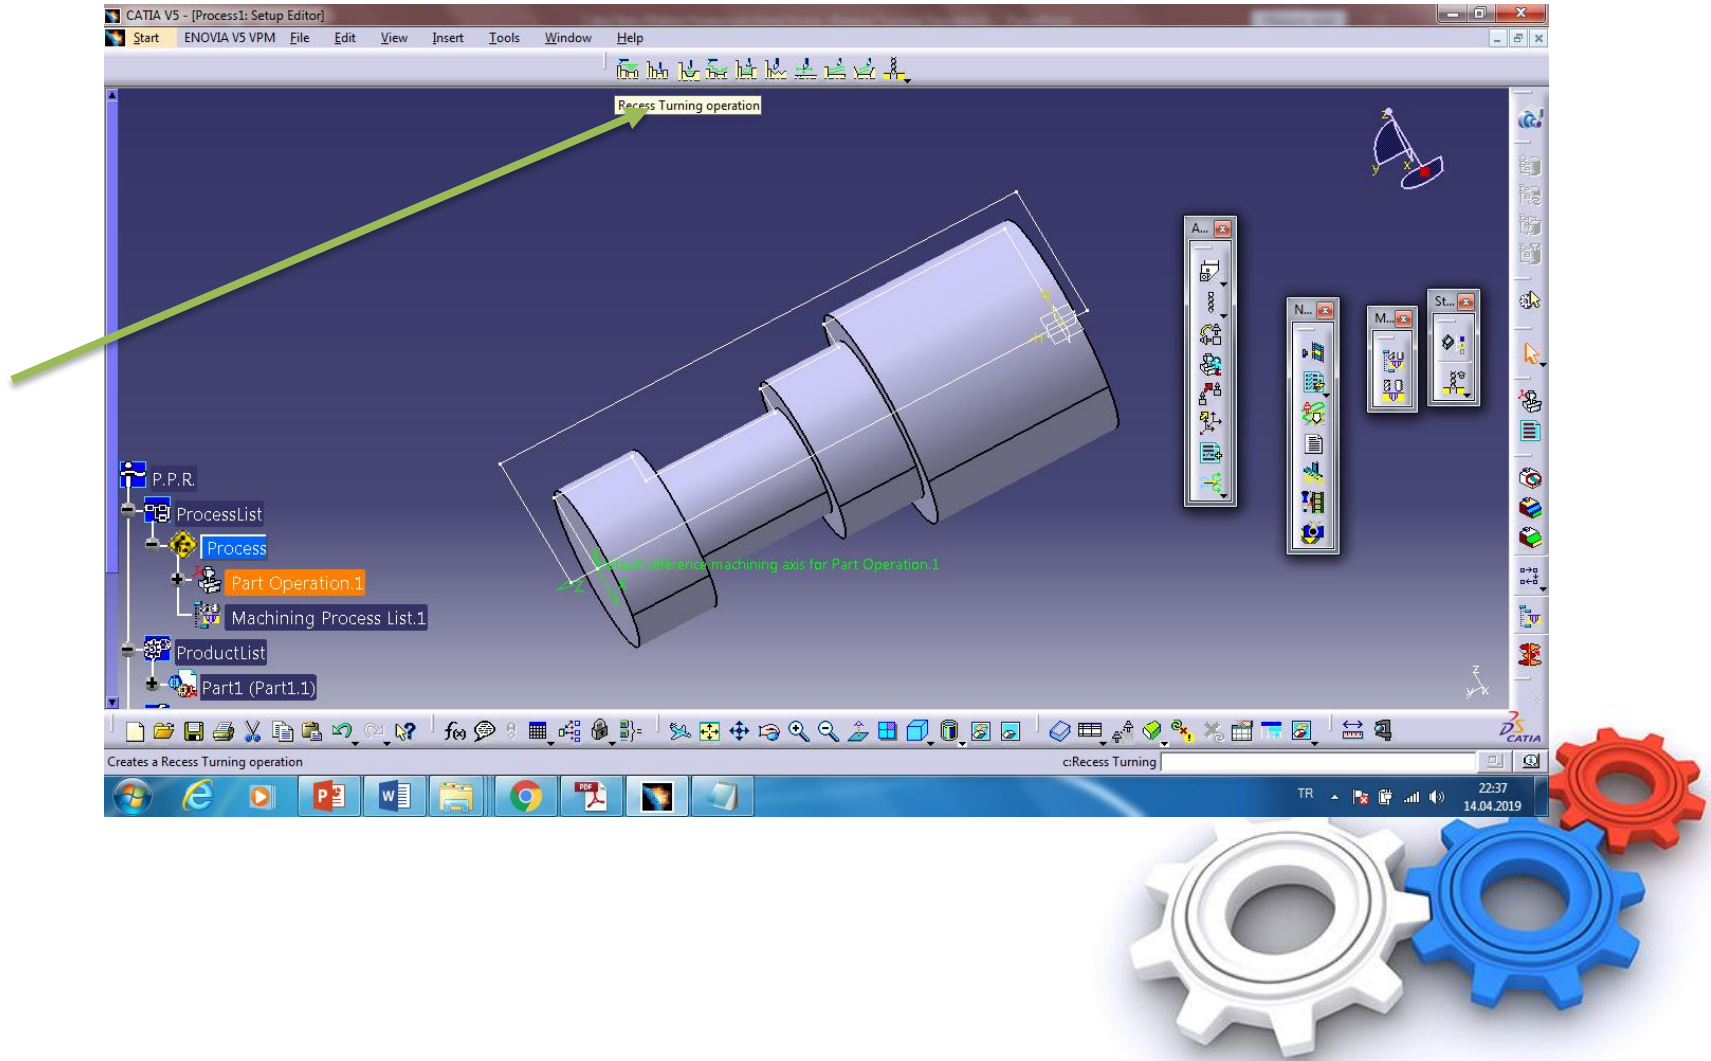 CATIA V5 - [Process1: Setup Editor]
Start ENOVIA V5 VPM File Edit View Insert Tools Window Help
Recess Turning operation
z
y x
A...
N...
M...
St...
P.P.R.
ProcessList
Process
Part Operation.1
Machining Process List.1
ProductList
Part1 (Part1.1)
reference machining axis for Part Operation.1
Z
X
z
y x
CATIA
Creates a Recess Turning operation
c:Recess Turning
TR
22:37
14.04.2019